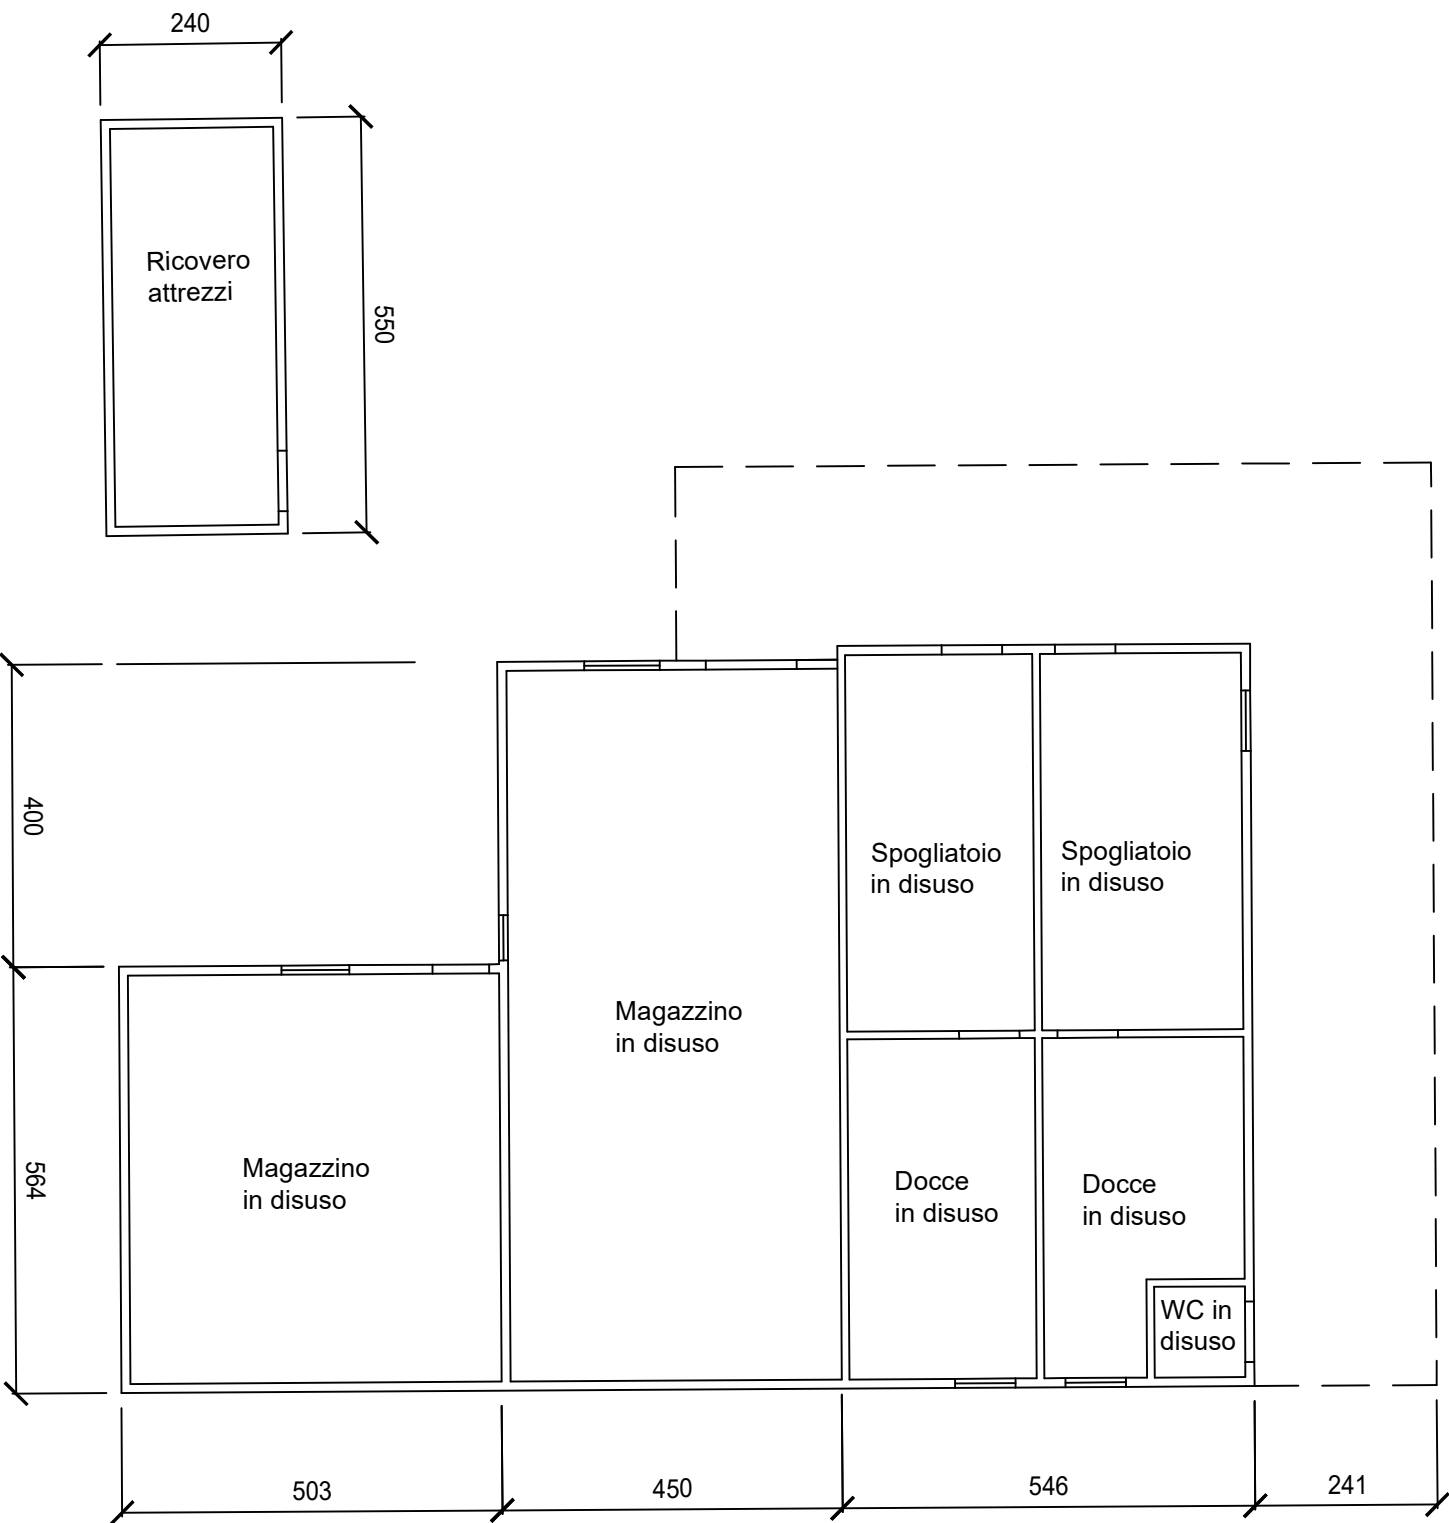 240
Ricovero
attrezzi
550
400
Spogliatoio
in disuso
Spogliatoio
in disuso
Magazzino
in disuso
Magazzino
in disuso
564
Docce
in disuso
Docce
in disuso
WC in
disuso
503
450
546
241